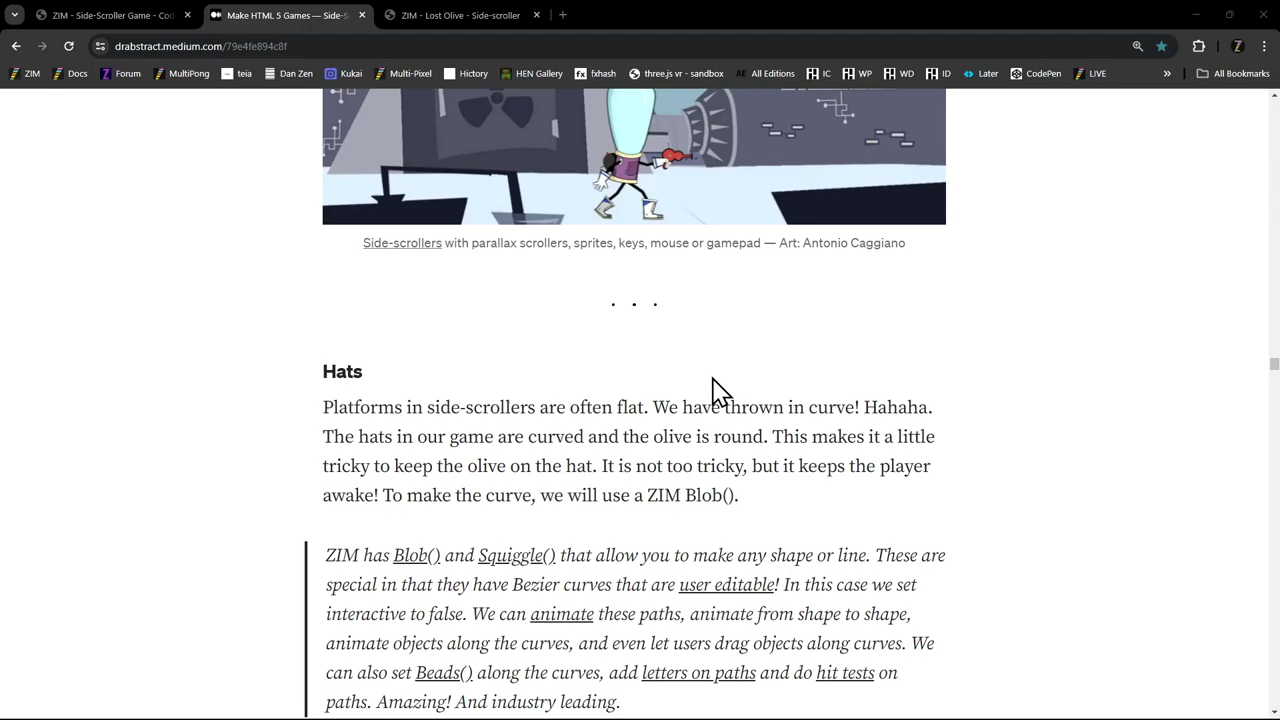 ZIM - Side-Scroller Game - Cod
Make HTML 5 Games — Side-S
ZIM - Lost Olive - Side-scroller
drabstract.medium.com/79e4fe894c8f
ZIM
Docs
Forum
MultiPong
teia
Dan Zen
Kukai
Multi-Pixel
Hictory
HEN Gallery
fxhash
three.js vr - sandbox
AE All Editions
IC
WP
WD
ID
Later
CodePen
LIVE
All Bookmarks
Side-scrollers with parallax scrollers, sprites, keys, mouse or gamepad — Art: Antonio Caggiano
Hats
Platforms in side-scrollers are often flat. We have thrown in curve! Hahaha.
The hats in our game are curved and the olive is round. This makes it a little
tricky to keep the olive on the hat. It is not too tricky, but it keeps the player
awake! To make the curve, we will use a ZIM Blob().
ZIM has Blob() and Squiggle() that allow you to make any shape or line. These are
special in that they have Bezier curves that are user editable! In this case we set
interactive to false. We can animate these paths, animate from shape to shape,
animate objects along the curves, and even let users drag objects along curves. We
can also set Beads() along the curves, add letters on paths and do hit tests on
paths. Amazing! And industry leading.